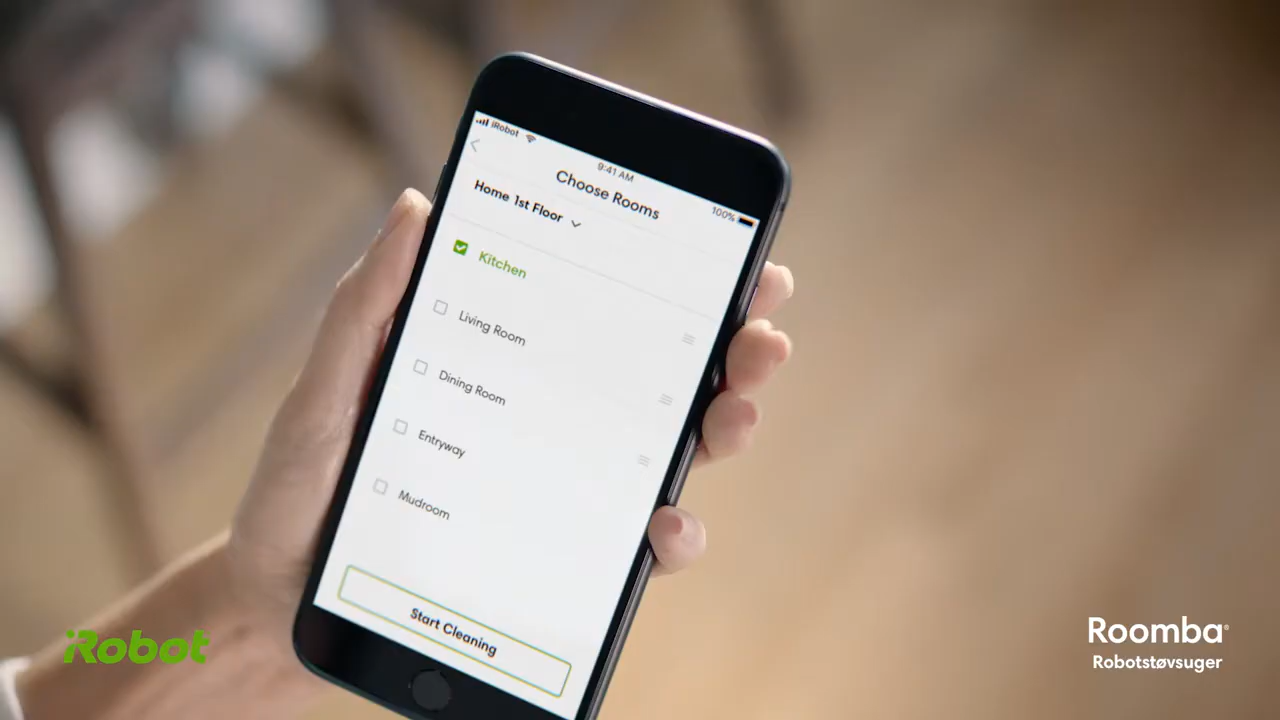 iRobot
9:41 AM
100%
Choose Rooms
Home 1st Floor
Kitchen
Living Room
Dining Room
Entryway
Mudroom
Start Cleaning
iRobot
Roomba®
Robotstøvsuger